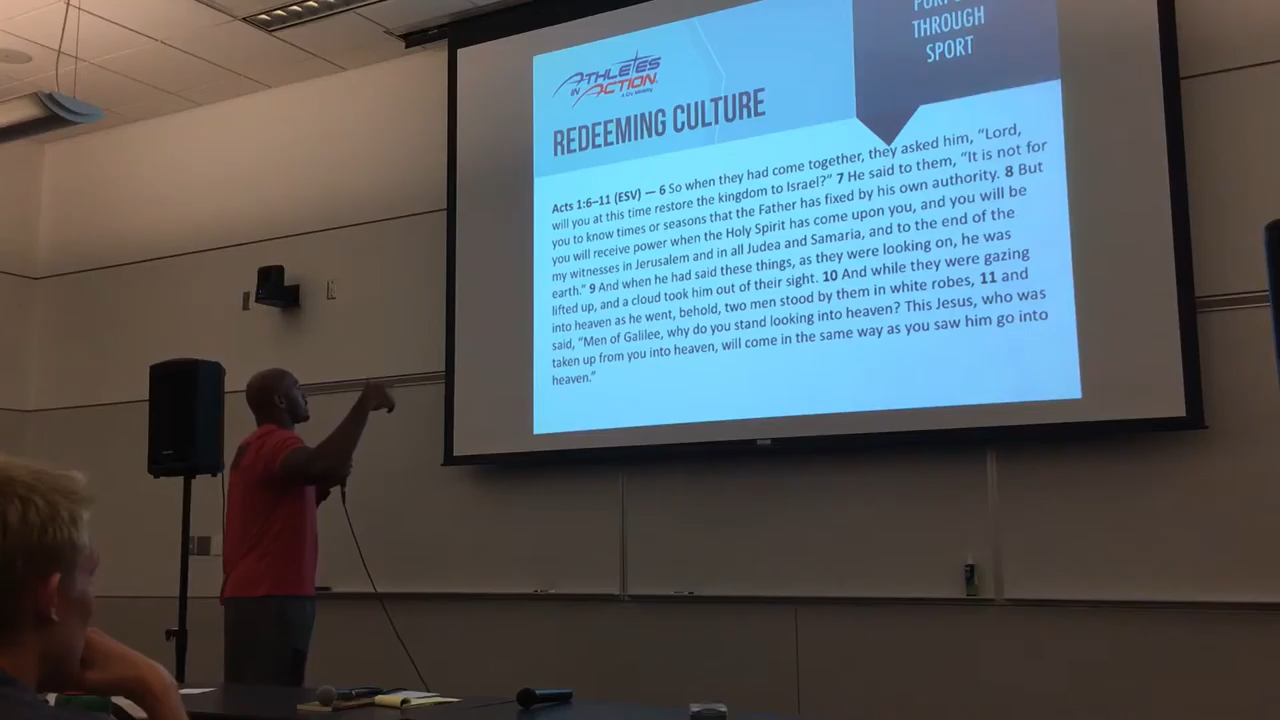 THROUGH
SPORT
ATHLETES
IN ACTION
A Cru Ministry
REDEEMING CULTURE
Acts 1:6–11 (ESV) — 6 So when they had come together, they asked him, “Lord,
will you at this time restore the kingdom to Israel?” 7 He said to them, “It is not for
you to know times or seasons that the Father has fixed by his own authority. 8 But
you will receive power when the Holy Spirit has come upon you, and you will be
my witnesses in Jerusalem and in all Judea and Samaria, and to the end of the
earth.” 9 And when he had said these things, as they were looking on, he was
lifted up, and a cloud took him out of their sight. 10 And while they were gazing
into heaven as he went, behold, two men stood by them in white robes, 11 and
said, “Men of Galilee, why do you stand looking into heaven? This Jesus, who was
taken up from you into heaven, will come in the same way as you saw him go into
heaven.”